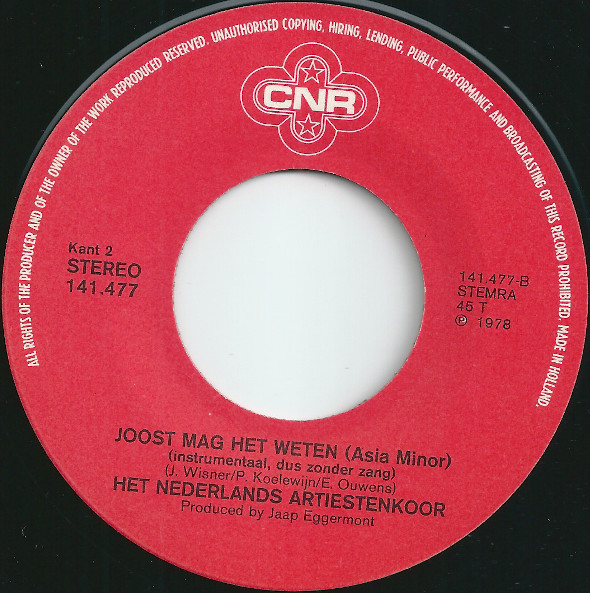 ALL RIGHTS OF THE PRODUCER AND OF THE OWNER OF THE WORK REPRODUCED RESERVED. UNAUTHORISED COPYING, HIRING, LENDING, PUBLIC PERFORMANCE AND BROADCASTING OF THIS RECORD PROHIBITED. MADE IN HOLLAND.
CNR
Kant 2
STEREO
141.477
141.477-B
STEMRA
45 T
℗ 1978
JOOST MAG HET WETEN (Asia Minor)
(instrumentaal, dus zonder zang)
(J. Wisner/P. Koelewijn/E. Ouwens)
HET NEDERLANDS ARTIESTENKOOR
Produced by Jaap Eggermont